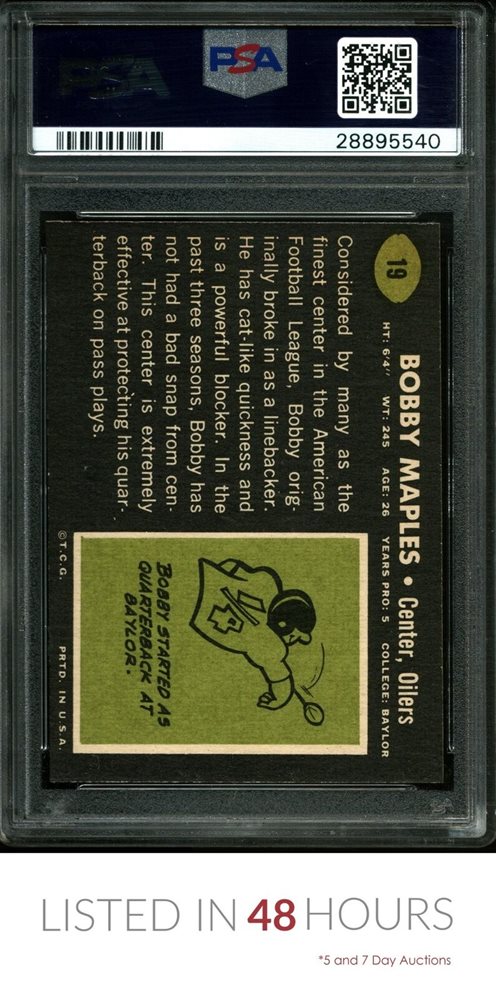 PSA
PSA
28895540
19
BOBBY MAPLES • Center, Oilers
HT: 6'4" WT: 245 AGE: 26 YEARS PRO: 5 COLLEGE: BAYLOR
Considered by many as the
finest center in the American
Football League, Bobby orig-
inally broke in as a linebacker.
He has cat-like quickness and
is a powerful blocker. In the
past three seasons, Bobby has
not had a bad snap from cen-
ter. This center is extremely
effective at protecting his quar-
terback on pass plays.
1/4
BOBBY STARTED AS
QUARTERBACK AT
BAYLOR.
©T.C.G. PRTD. IN U.S.A.
LISTED IN 48 HOURS
*5 and 7 Day Auctions